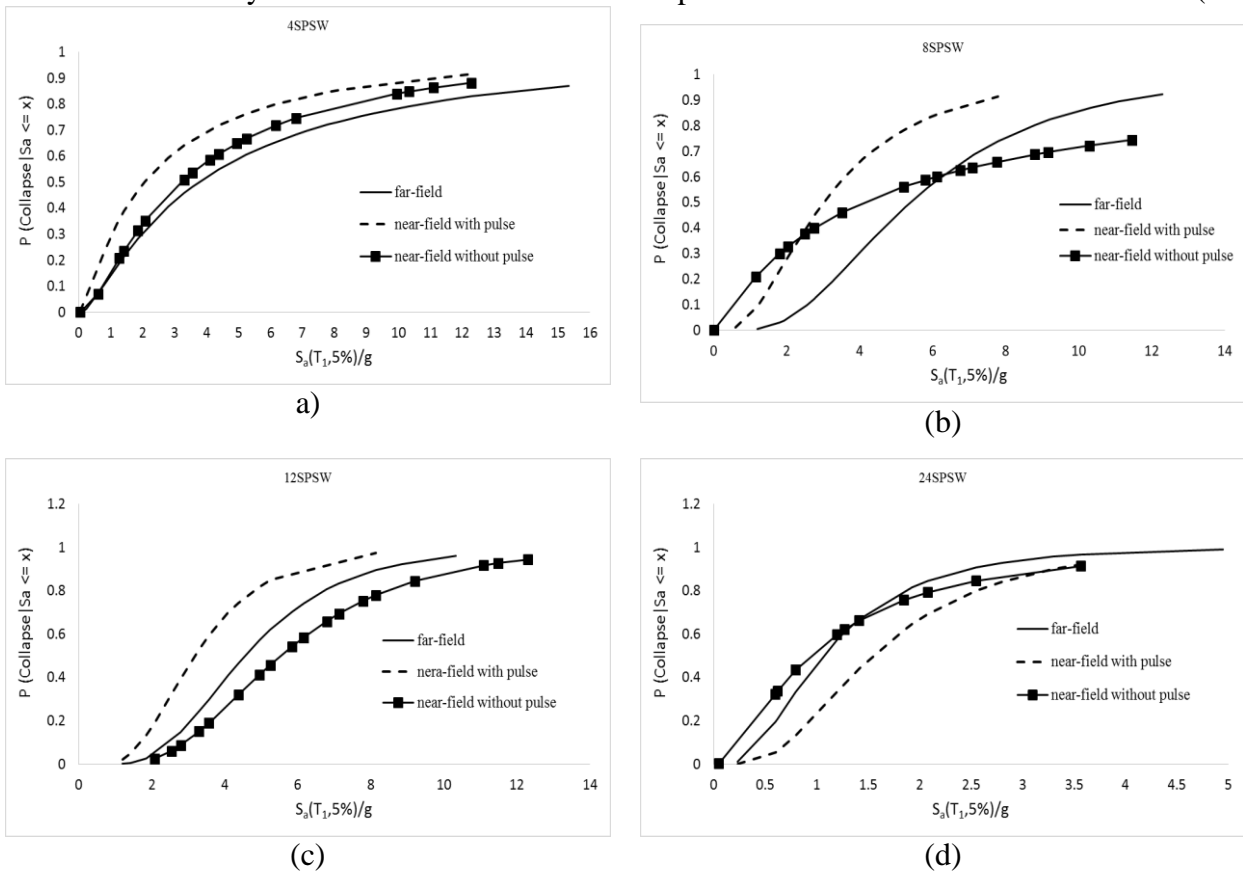 4SPSW
P (Collapse|Sa <= x)
1
0.9
0.8
0.7
0.6
0.5
0.4
0.3
0.2
0.1
0
far-field
near-field with pulse
near-field without pulse
0 1 2 3 4 5 6 7 8 9 10 11 12 13 14 15 16
Sa(T1,5%)/g
a)
8SPSW
P (Collapse|Sa <= x)
1
0.9
0.8
0.7
0.6
0.5
0.4
0.3
0.2
0.1
0
far-field
near-field with pulse
near-field without pulse
0 2 4 6 8 10 12 14
Sa(T1,5%)/g
(b)
12SPSW
P (Collapse|Sa <= x)
1.2
1
0.8
0.6
0.4
0.2
0
far-field
nera-field with pulse
near-field without pulse
0 2 4 6 8 10 12 14
Sa(T1,5%)/g
(c)
24SPSW
P (Collapse|Sa <= x)
1.2
1
0.8
0.6
0.4
0.2
0
far-field
near-field with pulse
near-field without pulse
0 0.5 1 1.5 2 2.5 3 3.5 4 4.5 5
Sa(T1,5%)/g
(d)